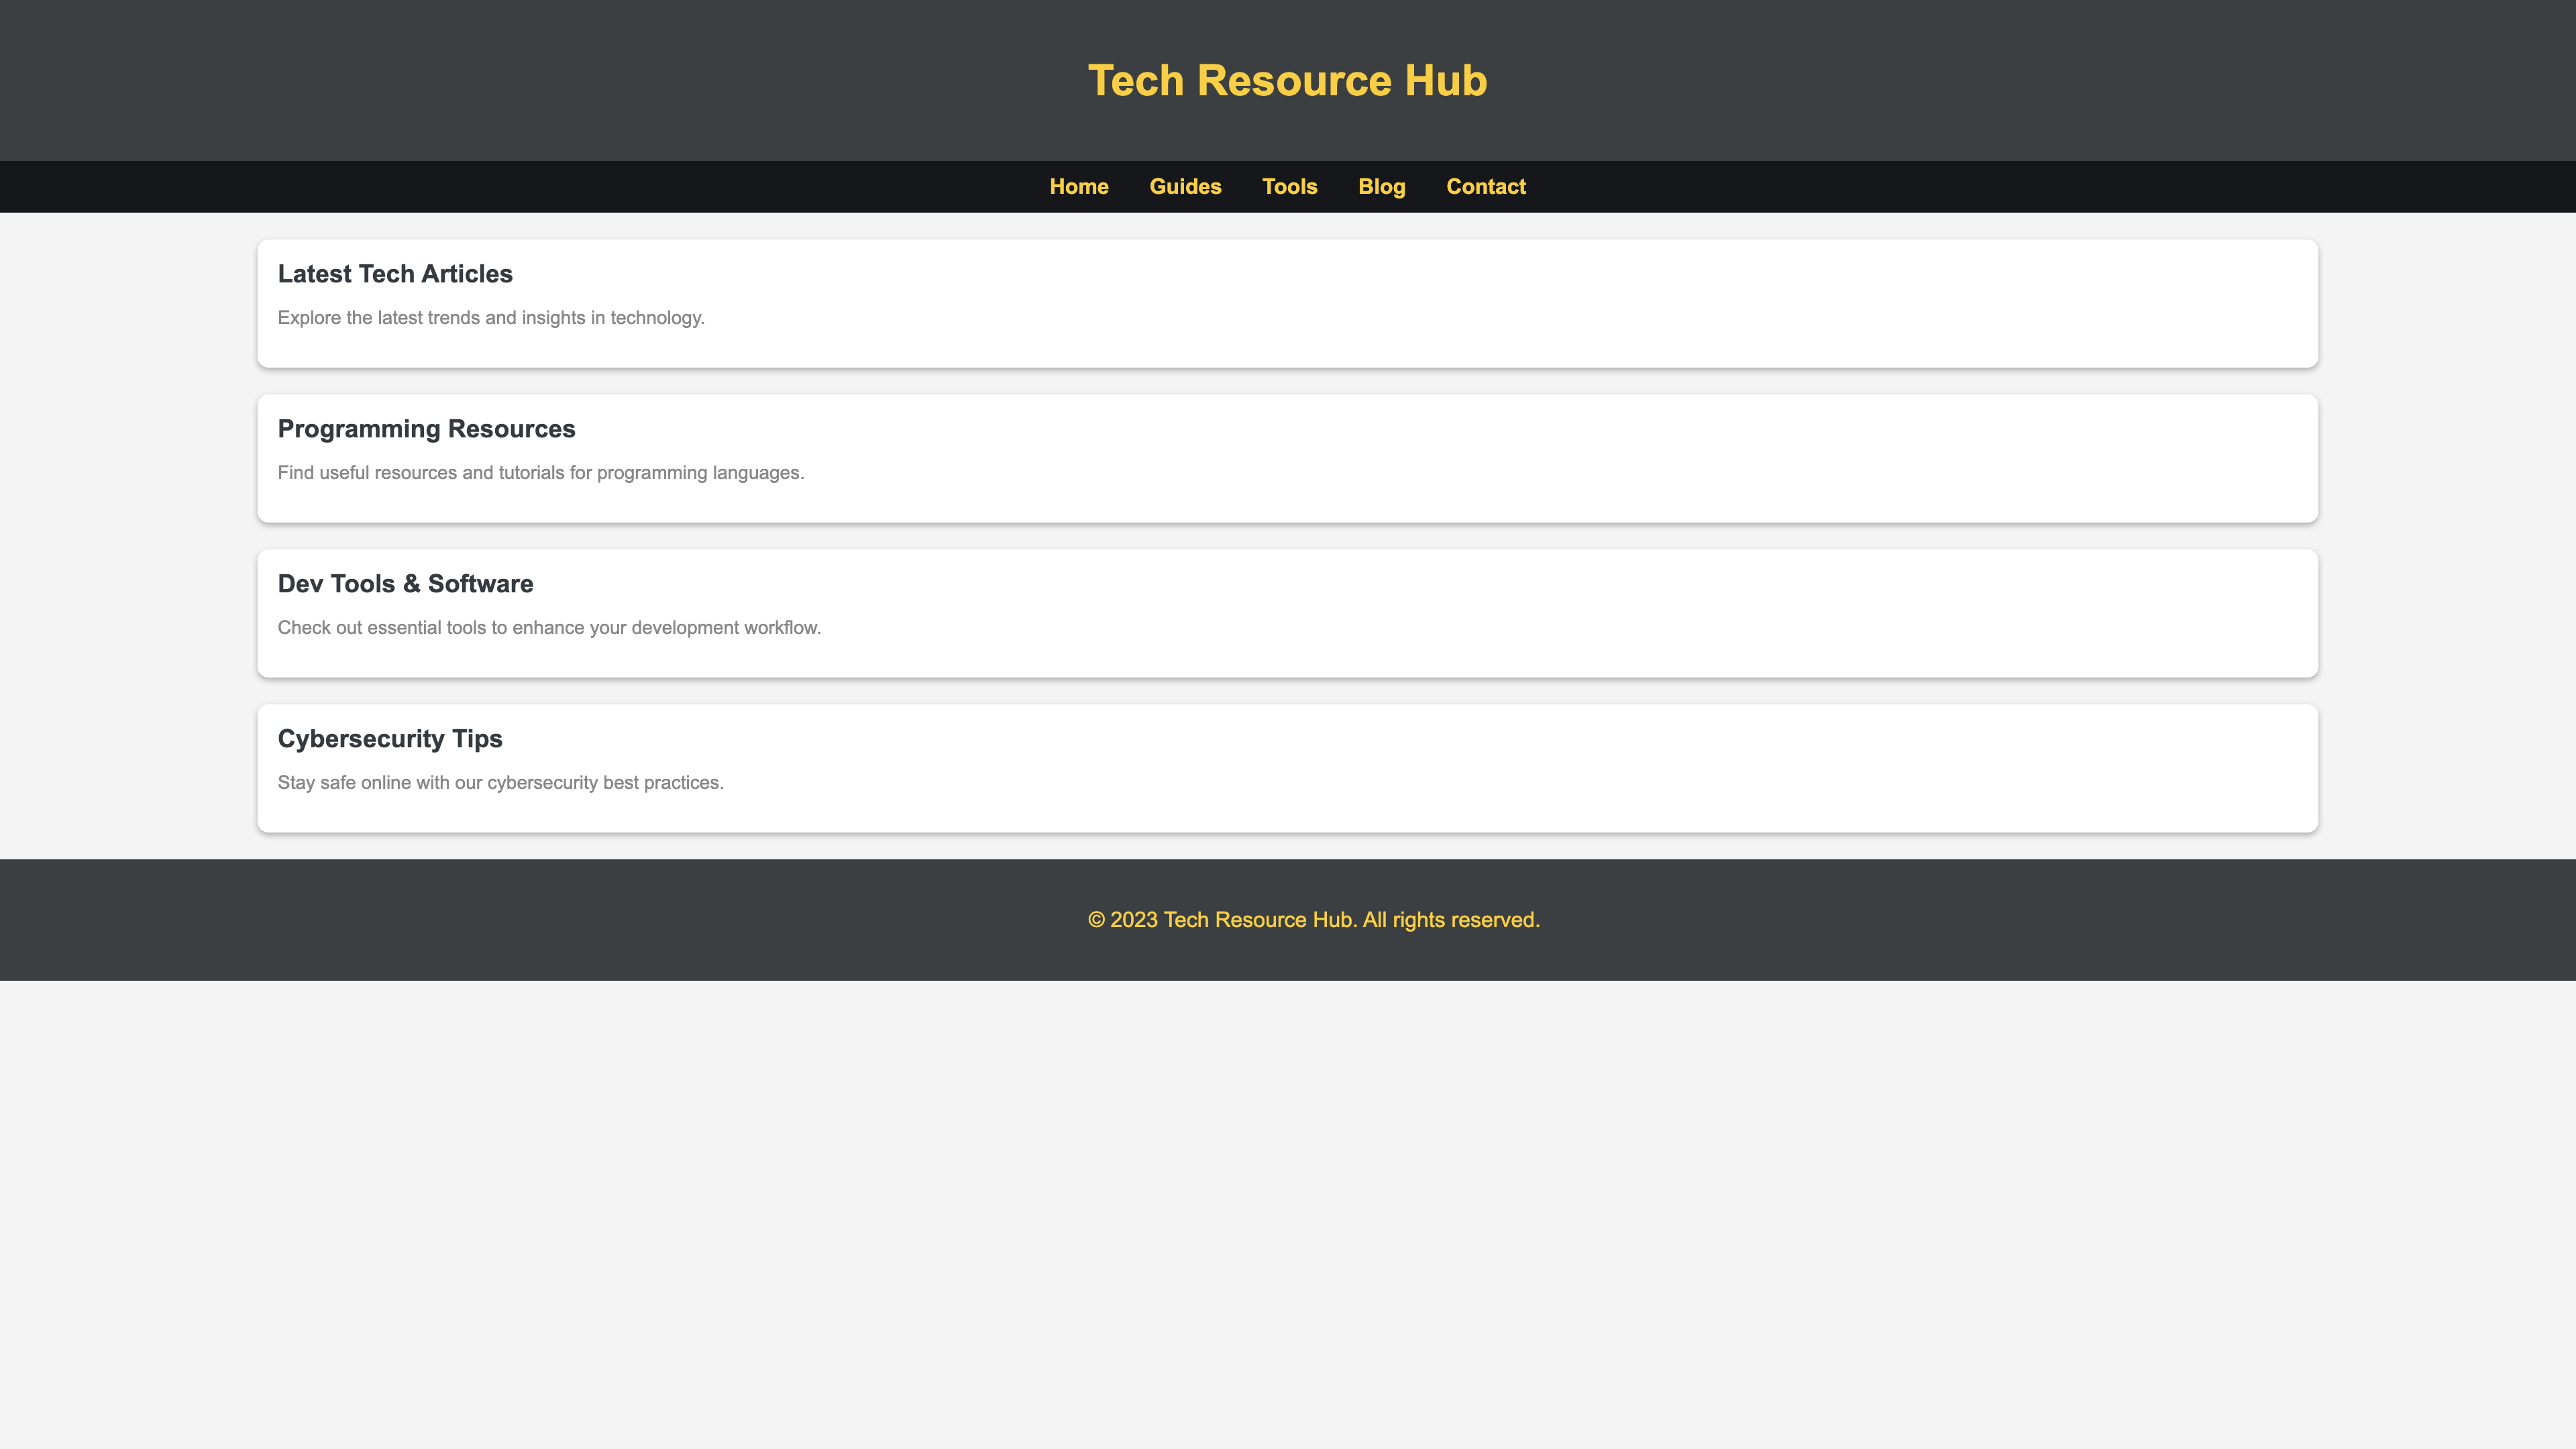 Tech Resource Hub
Home Guides Tools Blog Contact
Latest Tech Articles
Explore the latest trends and insights in technology.
Programming Resources
Find useful resources and tutorials for programming languages.
Dev Tools & Software
Check out essential tools to enhance your development workflow.
Cybersecurity Tips
Stay safe online with our cybersecurity best practices.
© 2023 Tech Resource Hub. All rights reserved.